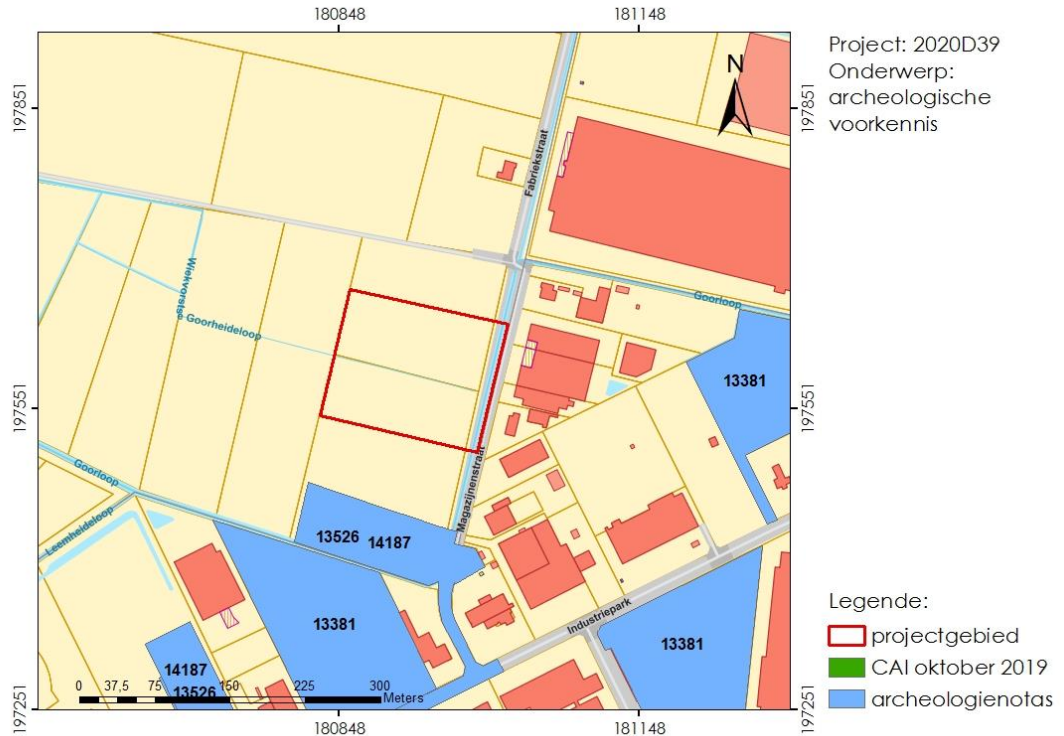 180848
181148
Project: 2020D39
Onderwerp:
archeologische
voorkennis
N
197851
197851
Fabriekstraat
Wiekvorstse
Goorheideloop
Goorloop
13381
197551
197551
Goorloop
Magazijnenstraat
Leemheideloop
13526 14187
13381
Industriepark
13381
14187
13526
0 37,5 75 150 225 300
Meters
Legende:
projectgebied
CAI oktober 2019
archeologienotas
197251
197251
180848
181148